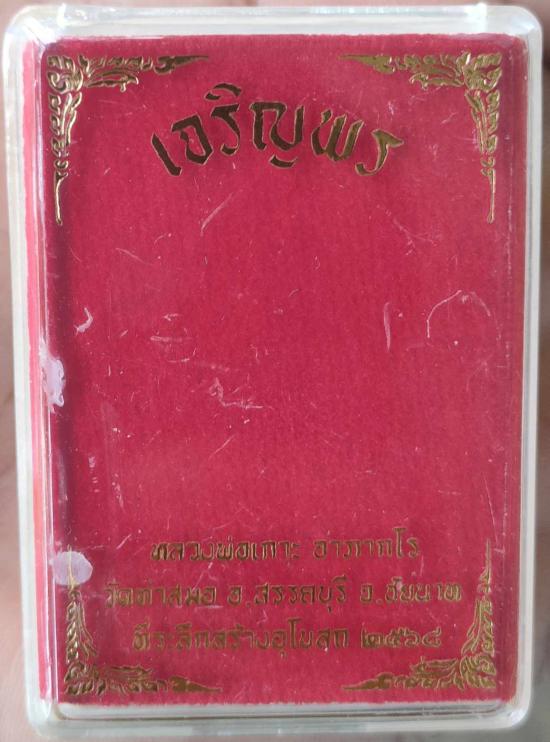 เจริญพร
หลวงพ่อเกาะ อาภากโร
วัดท่าสมอ อ.สรรคบุรี จ.ชัยนาท
ที่ระลึกสร้างอุโบสถ ๒๕๖๔